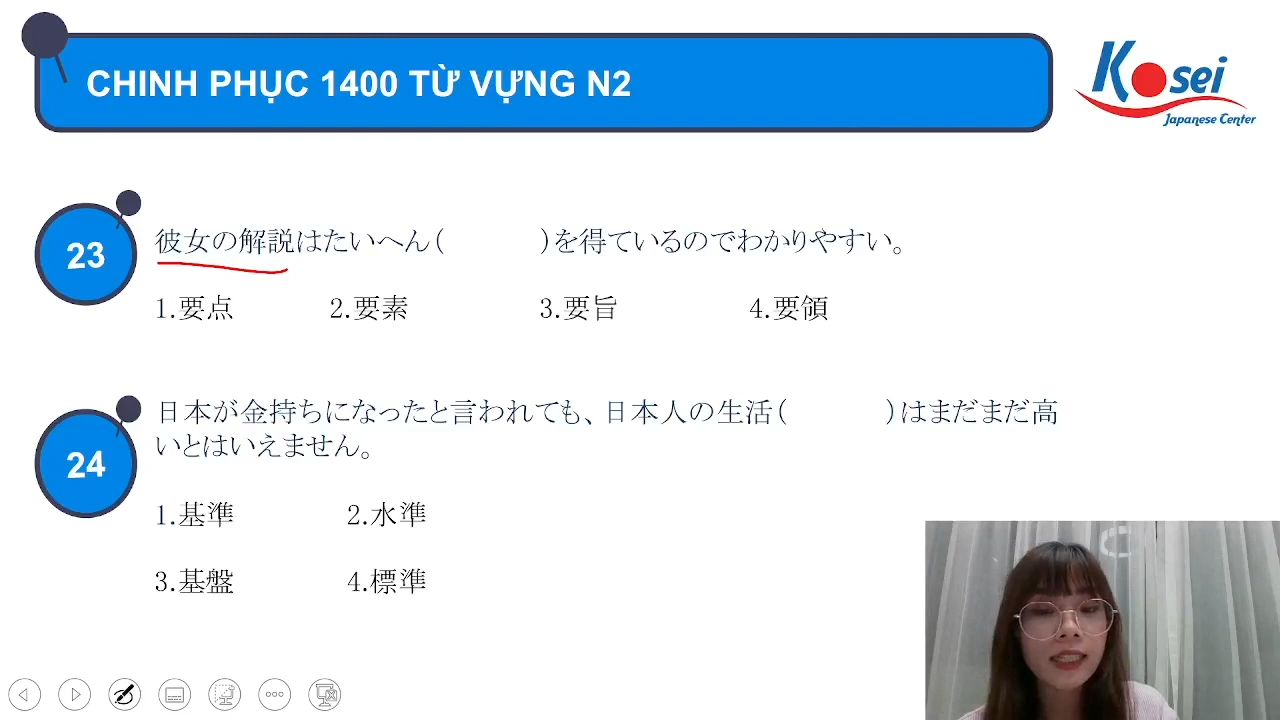 CHINH PHỤC 1400 TỪ VỰNG N2
Kosei
Japanese Center
23
彼女の解説はたいへん( )を得ているのでわかりやすい。
1.要点 2.要素 3.要旨 4.要領
24
日本が金持ちになったと言われても、日本人の生活( )はまだまだ高
いとはいえません。
1.基準 2.水準
3.基盤 4.標準